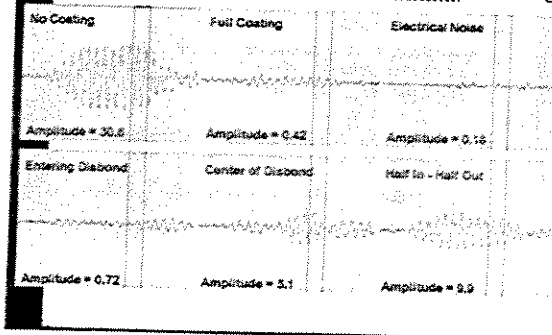 No Coating
Full Coating
Electrical Noise
Amplitude = 30.6
Amplitude = 0.42
Amplitude = 0.16
Entering Disbond
Center of Disbond
Half In - Half Out
Amplitude = 0.72
Amplitude = 5.1
Amplitude = 9.9